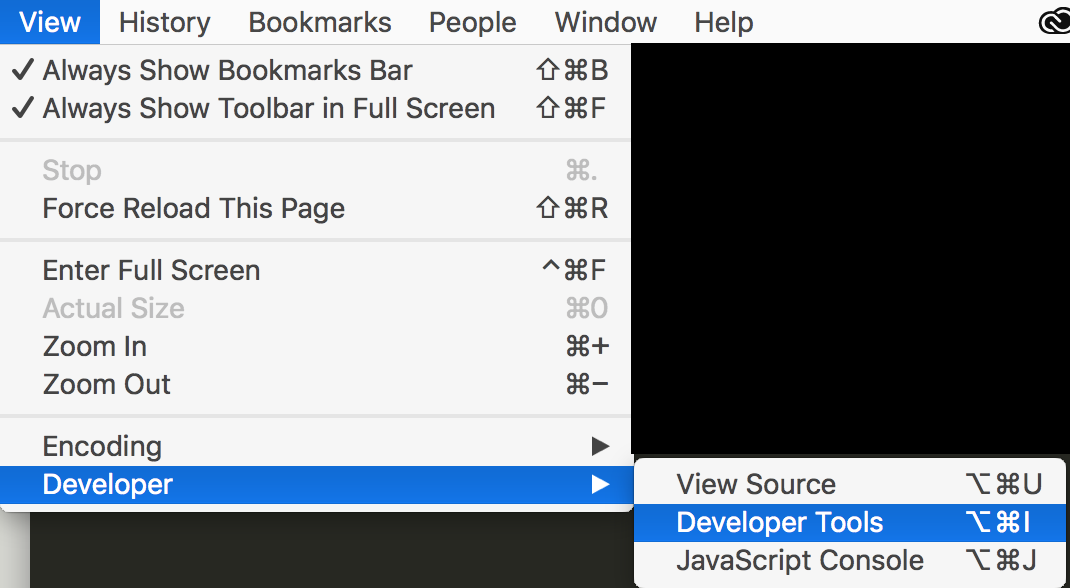 View History Bookmarks People Window Help
✓ Always Show Bookmarks Bar ⇧⌘B
✓ Always Show Toolbar in Full Screen ⇧⌘F
Stop ⌘.
Force Reload This Page ⇧⌘R
Enter Full Screen ^⌘F
Actual Size ⌘0
Zoom In ⌘+
Zoom Out ⌘−
Encoding ▶
Developer ▶
View Source ⌥⌘U
Developer Tools ⌥⌘I
JavaScript Console ⌥⌘J